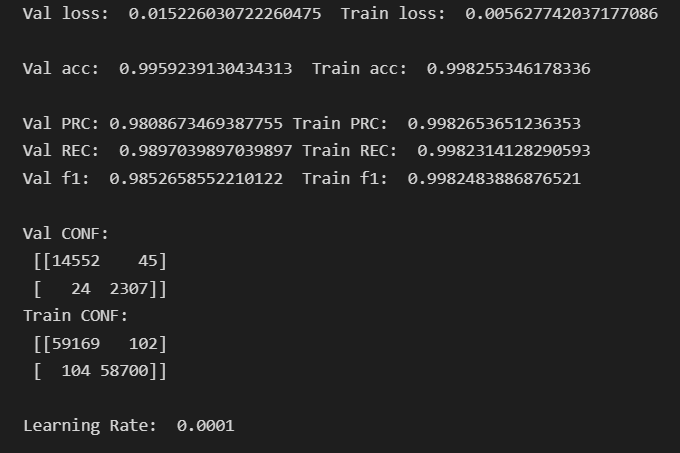 Val loss:  0.015226030722260475  Train loss:  0.005627742037177086
Val acc:  0.9959239130434313  Train acc:  0.998255346178336
Val PRC: 0.9808673469387755 Train PRC:  0.9982653651236353
Val REC:  0.9897039897039897 Train REC:  0.9982314128290593
Val f1:  0.9852658552210122  Train f1:  0.9982483886876521
Val CONF:
[[14552    45]
[   24  2307]]
Train CONF:
[[59169   102]
[  104 58700]]
Learning Rate:  0.0001